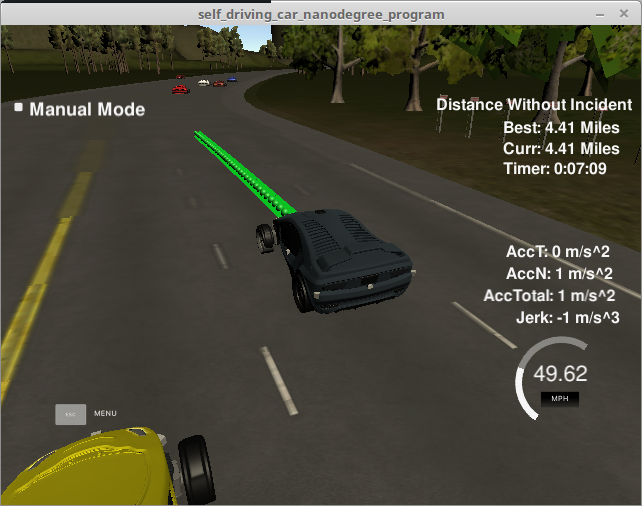 self_driving_car_nanodegree_program
Manual Mode
Distance Without Incident
Best: 4.41 Miles
Curr: 4.41 Miles
Timer: 0:07:09
AccT: 0 m/s^2
AccN: 1 m/s^2
AccTotal: 1 m/s^2
Jerk: -1 m/s^3
49.62
MPH
ESC MENU